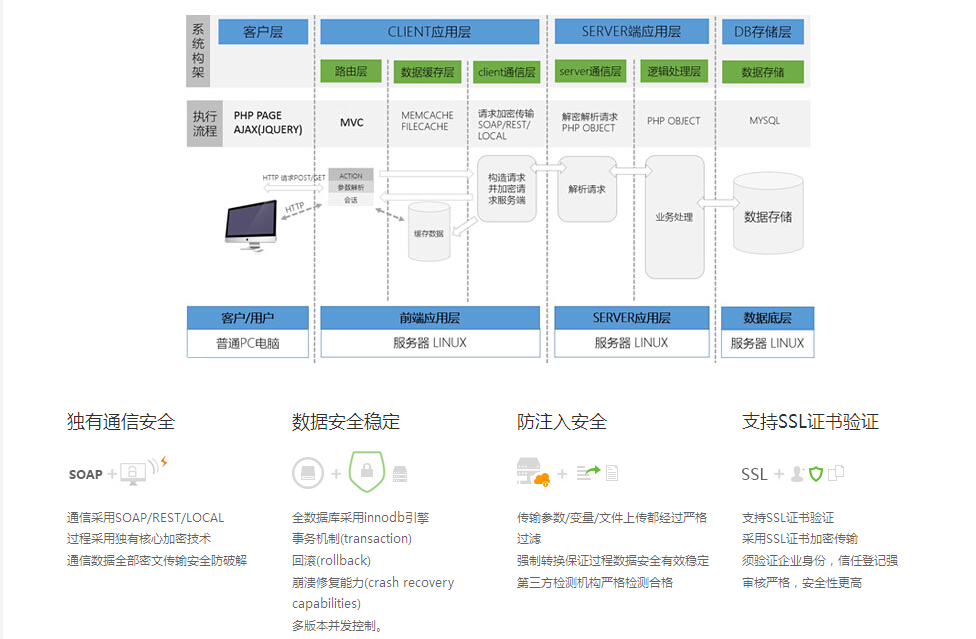 系统构架
客户层
CLIENT应用层
SERVER端应用层
DB存储层
路由层
数据缓存层
client通信层
server通信层
逻辑处理层
数据存储
执行
流程
PHP PAGE
AJAX(JQUERY)
MVC
MEMCACHE
FILECACHE
请求加密传输
SOAP/REST/
LOCAL
解密解析请求
PHP OBJECT
PHP OBJECT
MYSQL
HTTP 请求POST/GET
HTTP
ACTION
参数解析
会话
缓存数据
构造请求
并加密请
求服务端
解析请求
业务处理
数据存储
客户/用户
前端应用层
SERVER应用层
数据底层
普通PC电脑
服务器 LINUX
服务器 LINUX
服务器 LINUX
独有通信安全
SOAP +
通信采用SOAP/REST/LOCAL
过程采用独有核心加密技术
通信数据全部密文传输安全防破解
数据安全稳定
+
全数据库采用innodb引擎
事务机制(transaction)
回滚(rollback)
崩溃修复能力(crash recovery
capabilities)
多版本并发控制。
防注入安全
+
传输参数/变量/文件上传都经过严格
过滤
强制转换保证过程数据安全有效稳定
第三方检测机构严格检测合格
支持SSL证书验证
SSL +
支持SSL证书验证
采用SSL证书加密传输
须验证企业身份，信任登记强
审核严格，安全性更高